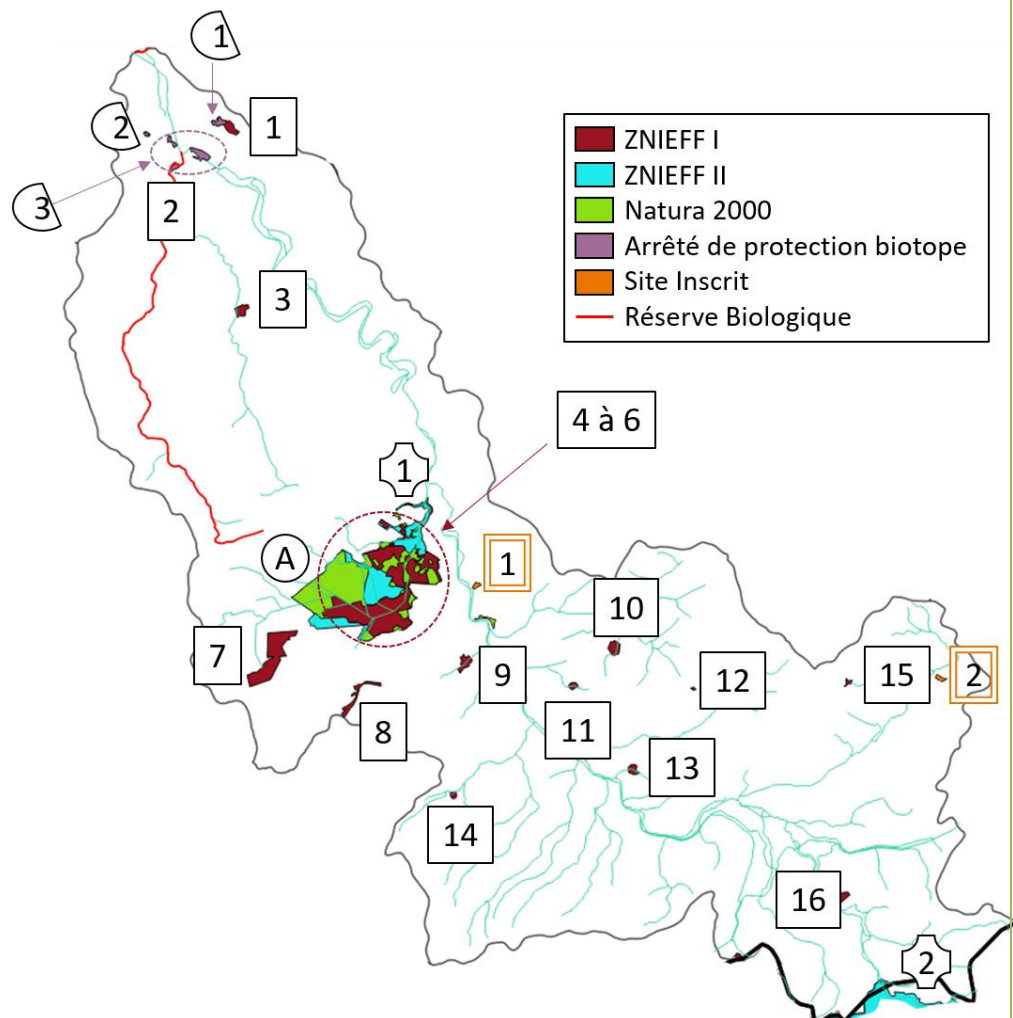 1
2
1
3
2
ZNIEFF I
ZNIEFF II
Natura 2000
Arrêté de protection biotope
Site Inscrit
Réserve Biologique
3
4 à 6
1
A
1
10
7
9
12
15
2
8
11
13
14
16
2